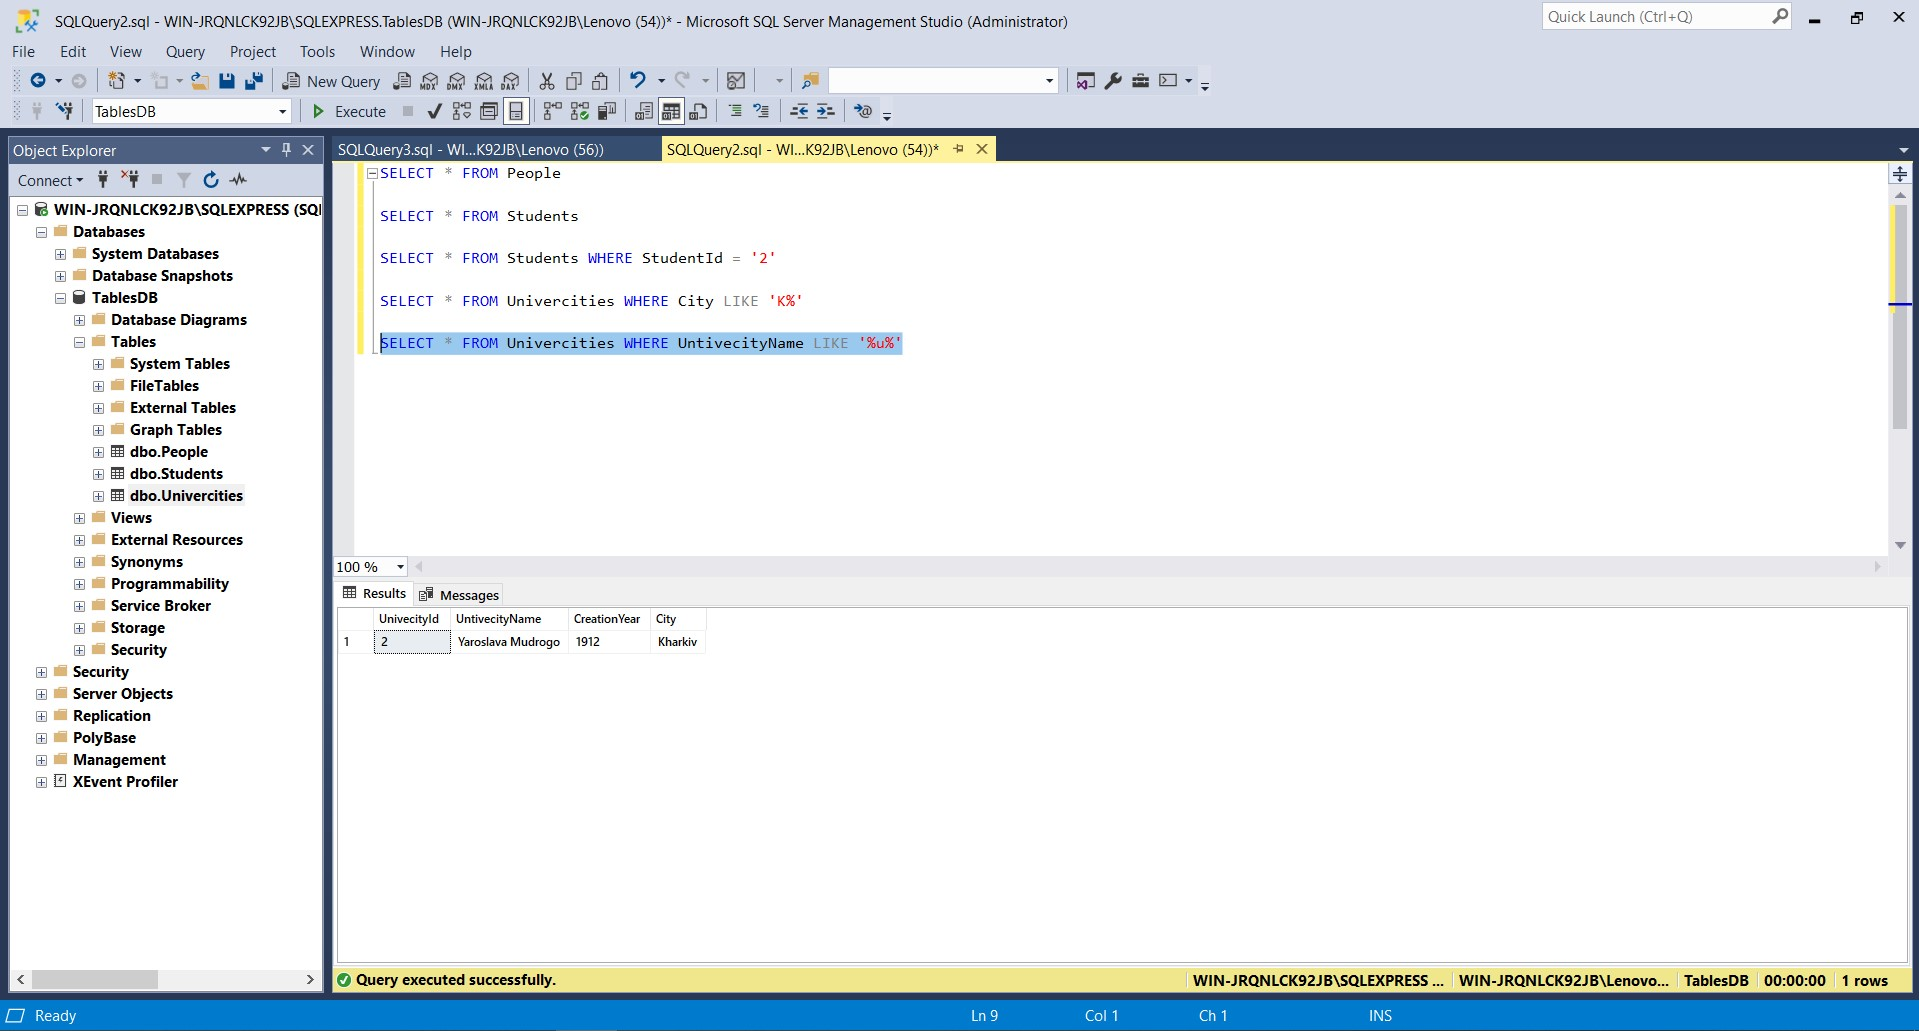 SQLQuery2.sql - WIN-JRQNLCK92JB\SQLEXPRESS.TablesDB (WIN-JRQNLCK92JB\Lenovo (54))* - Microsoft SQL Server Management Studio (Administrator)
Quick Launch (Ctrl+Q)
File Edit View Query Project Tools Window Help
New Query MDX DMX XMLA DAX
TablesDB Execute
Object Explorer
Connect
WIN-JRQNLCK92JB\SQLEXPRESS (SQL
Databases
System Databases
Database Snapshots
TablesDB
Database Diagrams
Tables
System Tables
FileTables
External Tables
Graph Tables
dbo.People
dbo.Students
dbo.Univercities
Views
External Resources
Synonyms
Programmability
Service Broker
Storage
Security
Security
Server Objects
Replication
PolyBase
Management
XEvent Profiler
SQLQuery3.sql - WI...K92JB\Lenovo (56))
SQLQuery2.sql - WI...K92JB\Lenovo (54))*
SELECT * FROM People
SELECT * FROM Students
SELECT * FROM Students WHERE StudentId = '2'
SELECT * FROM Univercities WHERE City LIKE 'K%'
SELECT * FROM Univercities WHERE UntivecityName LIKE '%u%'
100 %
Results Messages
UnivecityId UntivecityName CreationYear City
1 2 Yaroslava Mudrogo 1912 Kharkiv
Query executed successfully.
WIN-JRQNLCK92JB\SQLEXPRESS ... WIN-JRQNLCK92JB\Lenovo... TablesDB 00:00:00 1 rows
Ready Ln 9 Col 1 Ch 1 INS